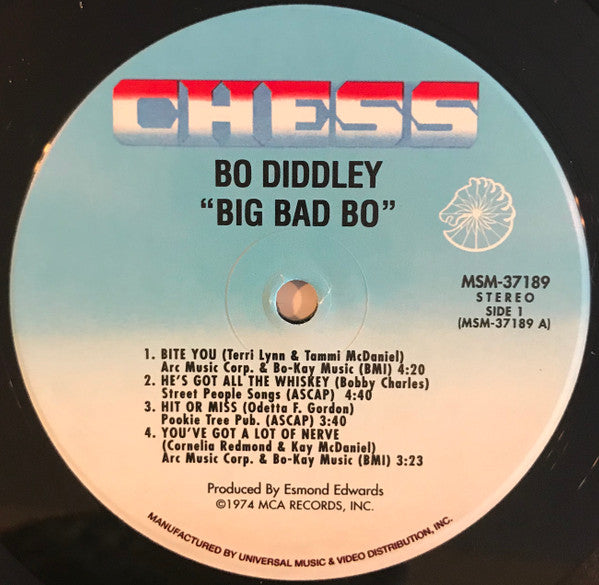 CHESS
BO DIDDLEY
"BIG BAD BO"
MSM-37189
STEREO
SIDE 1
(MSM-37189 A)
1. BITE YOU (Terri Lynn & Tammi McDaniel)
Arc Music Corp. & Bo-Kay Music (BMI) 4:20
2. HE'S GOT ALL THE WHISKEY (Bobby Charles)
Street People Songs (ASCAP) 4:40
3. HIT OR MISS (Odetta F. Gordon)
Pookie Tree Pub. (ASCAP) 3:40
4. YOU'VE GOT A LOT OF NERVE
(Cornelia Redmond & Kay McDaniel)
Arc Music Corp. & Bo-Kay Music (BMI) 3:23
Produced By Esmond Edwards
©1974 MCA RECORDS, INC.
MANUFACTURED BY UNIVERSAL MUSIC & VIDEO DISTRIBUTION, INC.